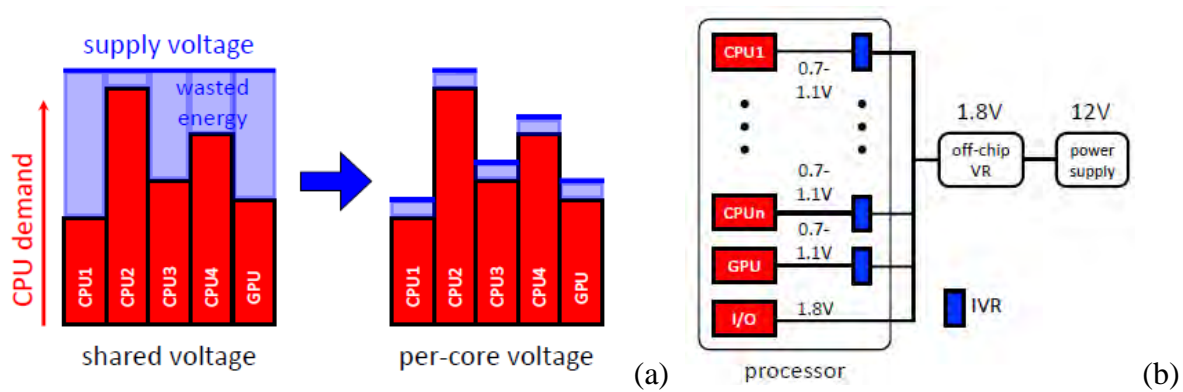 supply voltage
wasted
energy
CPU demand
CPU1
CPU2
CPU3
CPU4
GPU
shared voltage
CPU1
CPU2
CPU3
CPU4
GPU
per-core voltage
(a)
CPU1
0.7-
1.1V
0.7-
1.1V
CPUn
0.7-
1.1V
GPU
I/O
1.8V
processor
1.8V
off-chip
VR
12V
power
supply
IVR
(b)